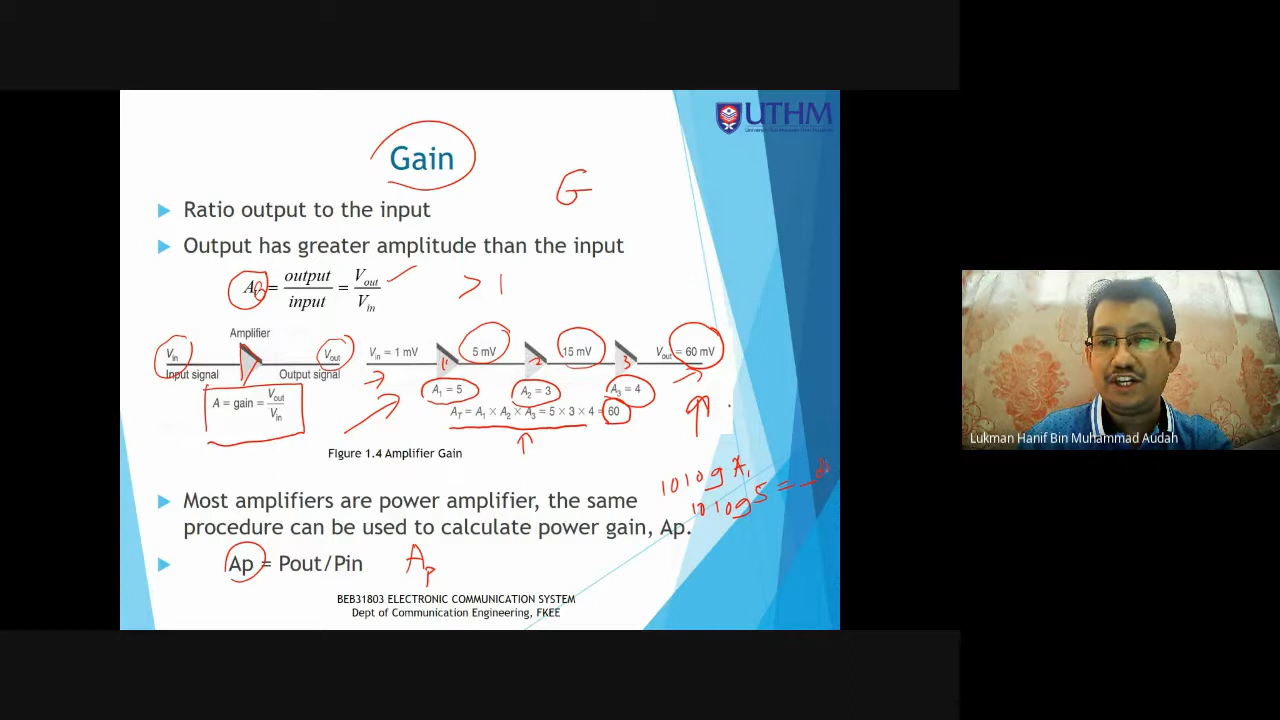 UTHM
Gain
G
Ratio output to the input
Output has greater amplitude than the input
A = output / input = Vout / Vin
> 1
Amplifier
Vin Vout
Input signal Output signal
A = gain = Vout / Vin
Vin = 1 mV 5 mV 15 mV Vout = 60 mV
1 2 3
A1 = 5 A2 = 3 A3 = 4
AT = A1 × A2 × A3 = 5 × 3 × 4 = 60
Figure 1.4 Amplifier Gain
10 log A1
10 log 5 = _ dB
Most amplifiers are power amplifier, the same
procedure can be used to calculate power gain, Ap.
Ap = Pout/Pin
Ap
BEB31803 ELECTRONIC COMMUNICATION SYSTEM
Dept of Communication Engineering, FKEE
Lukman Hanif Bin Muhammad Audah